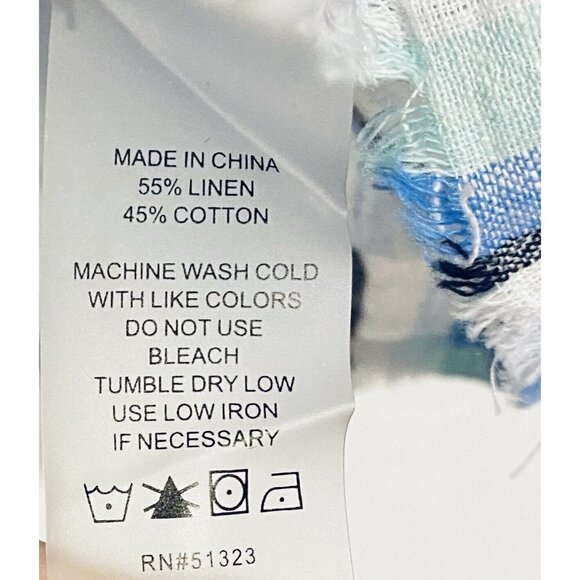 MADE IN CHINA
55% LINEN
45% COTTON
MACHINE WASH COLD
WITH LIKE COLORS
DO NOT USE
BLEACH
TUMBLE DRY LOW
USE LOW IRON
IF NECESSARY
RN#51323